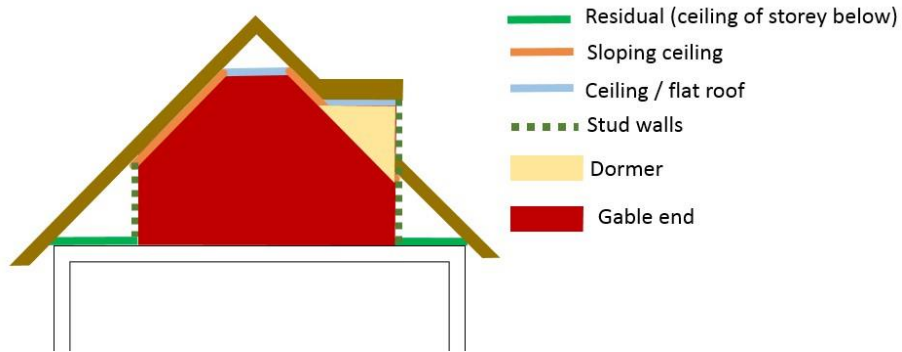 Residual (ceiling of storey below)
Sloping ceiling
Ceiling / flat roof
Stud walls
Dormer
Gable end